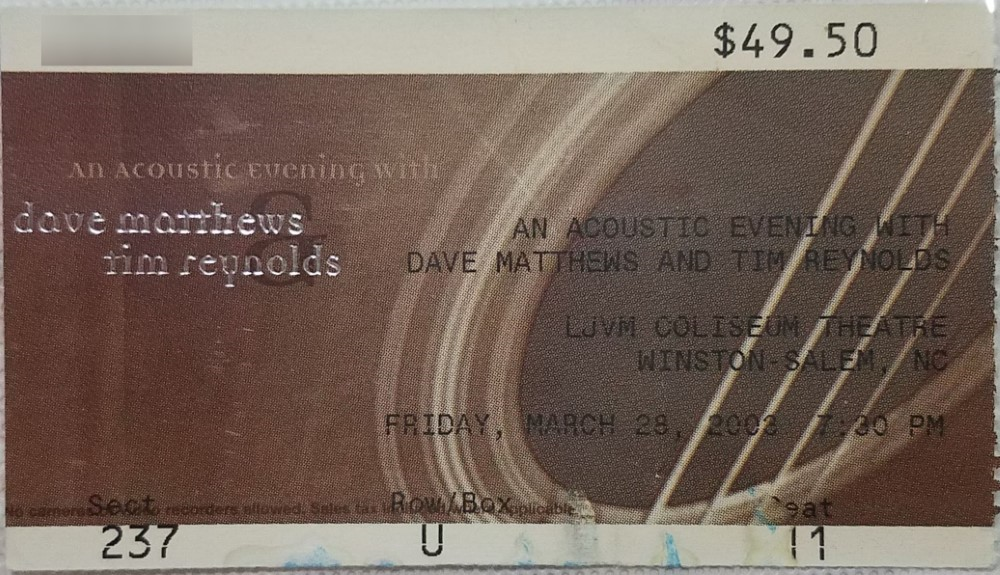 $49.50
An Acoustic Evening with
dave matthews
&
tim reynolds
AN ACOUSTIC EVENING WITH
DAVE MATTHEWS AND TIM REYNOLDS
LJVM COLISEUM THEATRE
WINSTON-SALEM, NC
FRIDAY, MARCH 28, 2003 7:30 PM
Sect Row/Box Seat
No cameras recorders allowed. Sales tax applicable
237 U 11